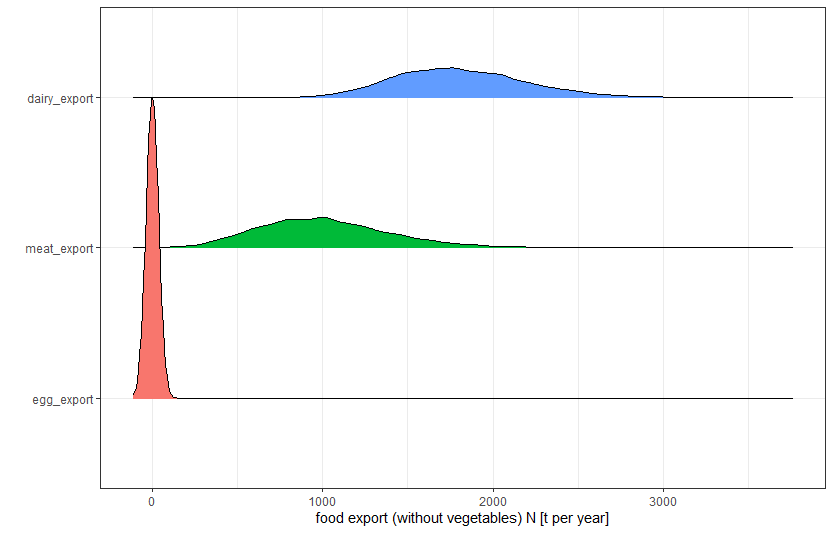 dairy_export
meat_export
egg_export
0 1000 2000 3000
food export (without vegetables) N [t per year]